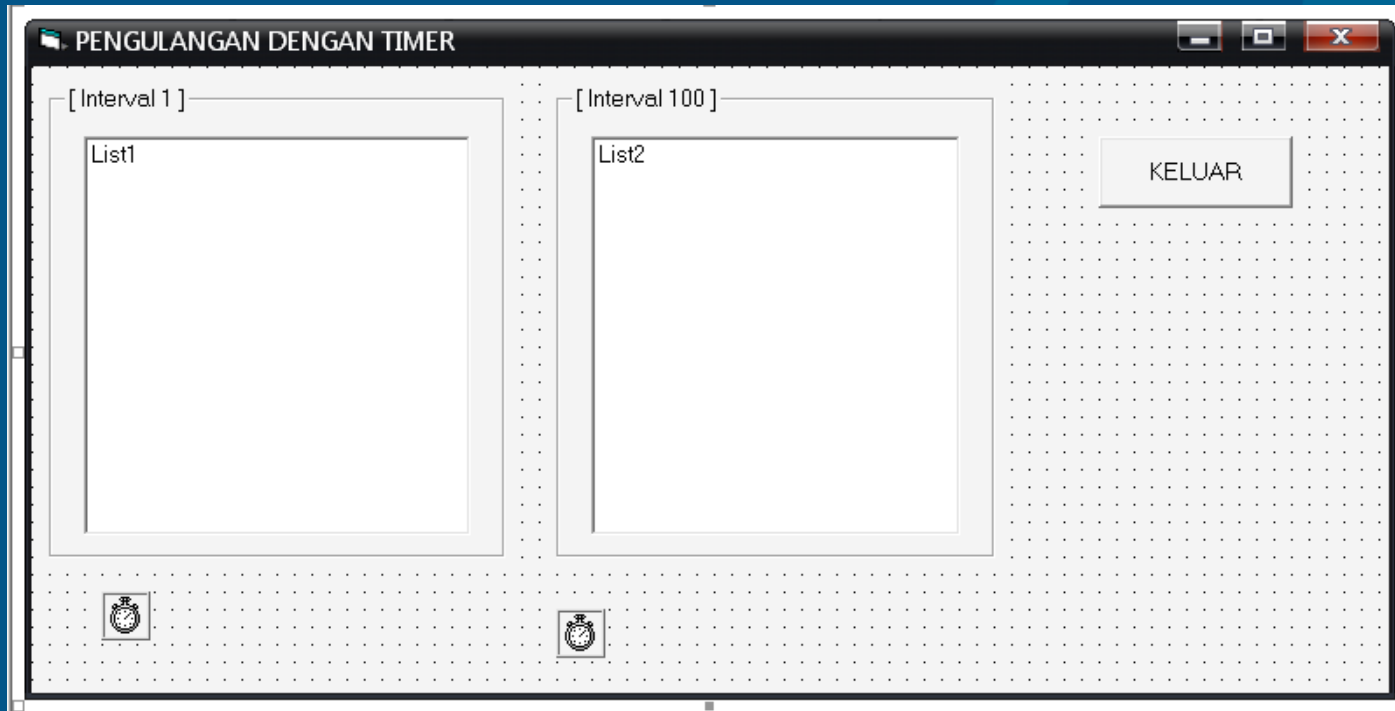 PENGULANGAN DENGAN TIMER
[ Interval 1 ]
[ Interval 100 ]
List1
List2
KELUAR